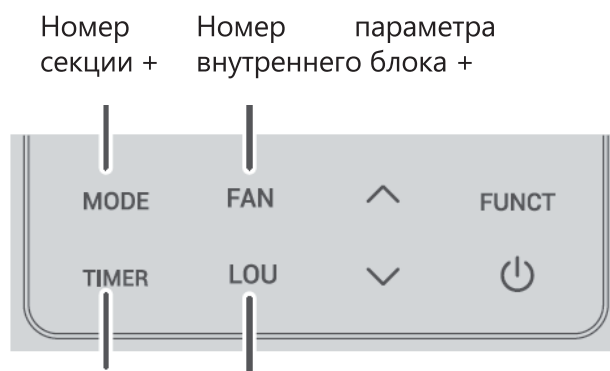 Номер секции +
Номер параметра внутреннего блока +
MODE FAN FUNCT
TIMER LOU